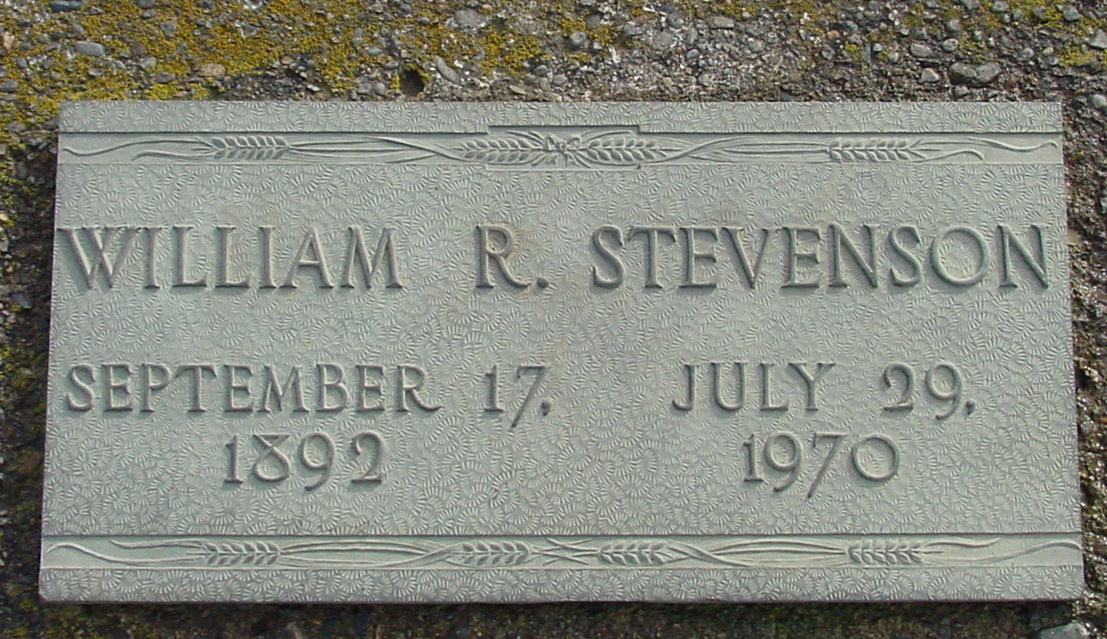 WILLIAM R. STEVENSON
SEPTEMBER 17, JULY 29,
1892 1970